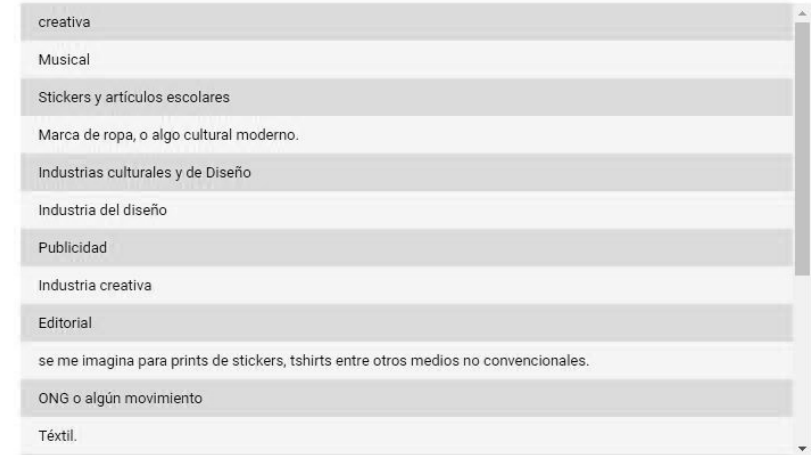 creativa
Musical
Stickers y artículos escolares
Marca de ropa, o algo cultural moderno.
Industrias culturales y de Diseño
Industria del diseño
Publicidad
Industria creativa
Editorial
se me imagina para prints de stickers, tshirts entre otros medios no convencionales.
ONG o algún movimiento
Téxtil.